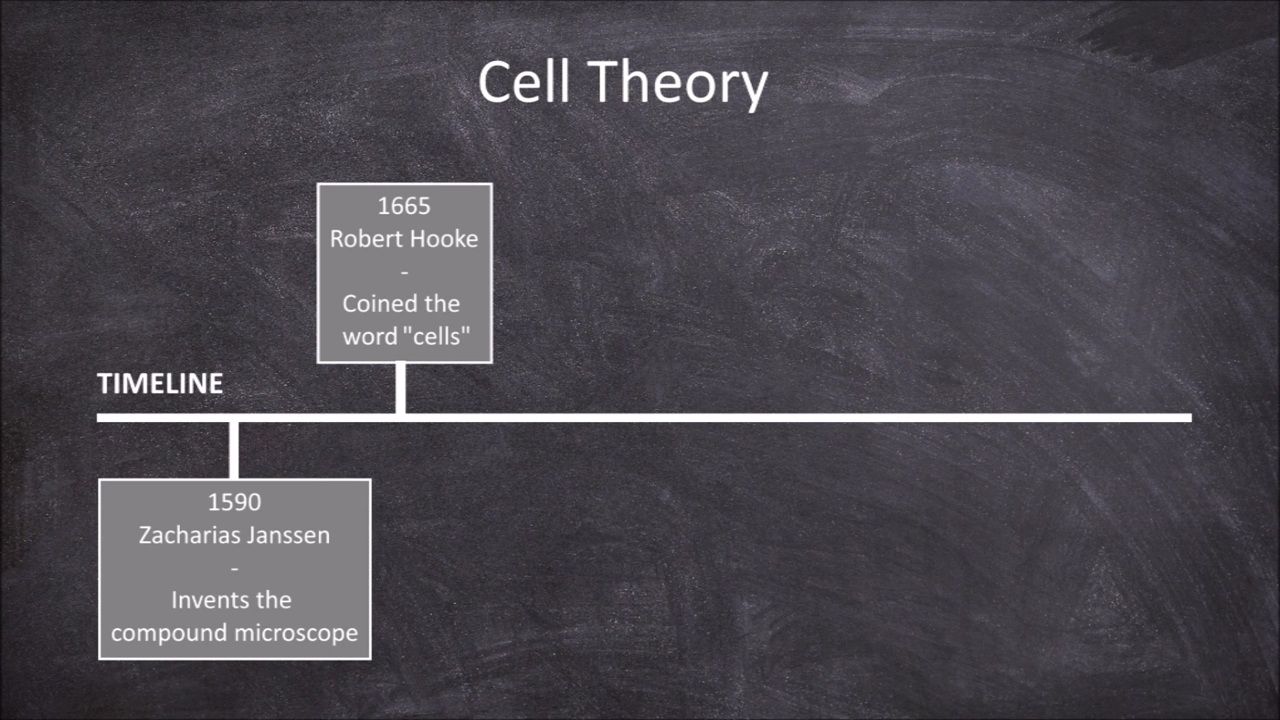 Cell Theory
1665
Robert Hooke
-
Coined the
word "cells"
TIMELINE
1590
Zacharias Janssen
-
Invents the
compound microscope